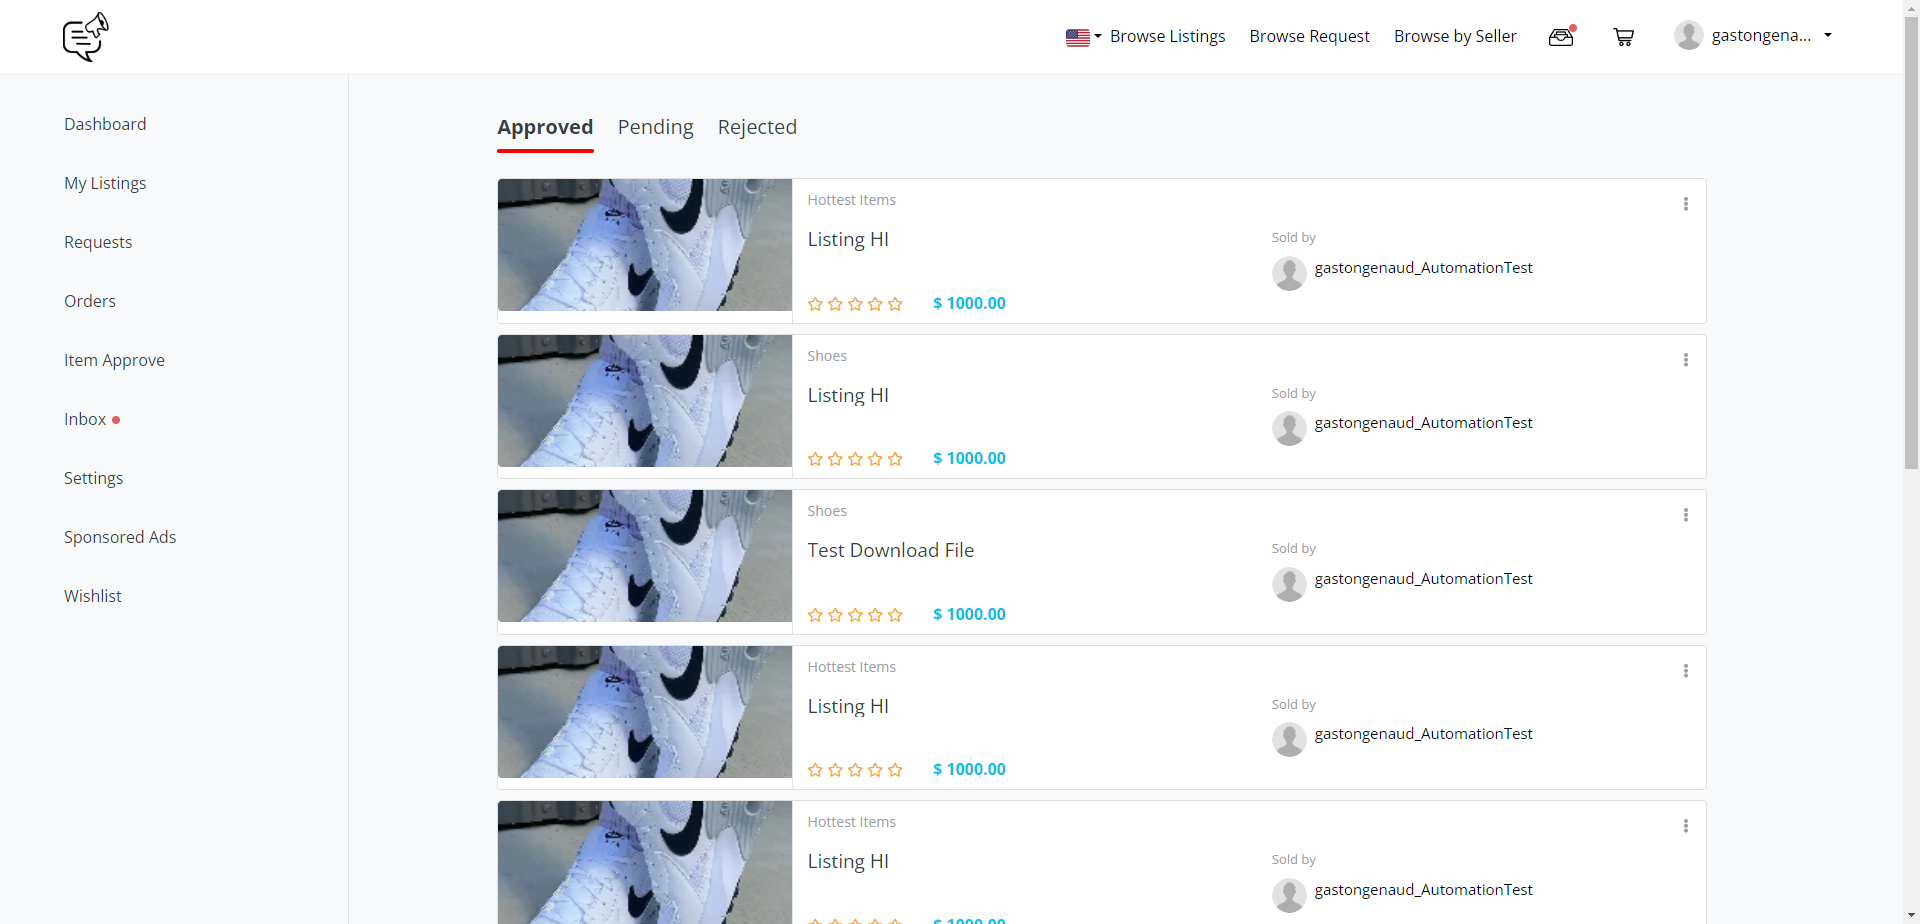 Browse Listings Browse Request Browse by Seller gastongena...
Dashboard
My Listings
Requests
Orders
Item Approve
Inbox
Settings
Sponsored Ads
Wishlist
Approved Pending Rejected
Hottest Items
Listing HI
$ 1000.00
Sold by
gastongenaud_AutomationTest
Shoes
Listing HI
$ 1000.00
Sold by
gastongenaud_AutomationTest
Shoes
Test Download File
$ 1000.00
Sold by
gastongenaud_AutomationTest
Hottest Items
Listing HI
$ 1000.00
Sold by
gastongenaud_AutomationTest
Hottest Items
Listing HI
$ 1000.00
Sold by
gastongenaud_AutomationTest